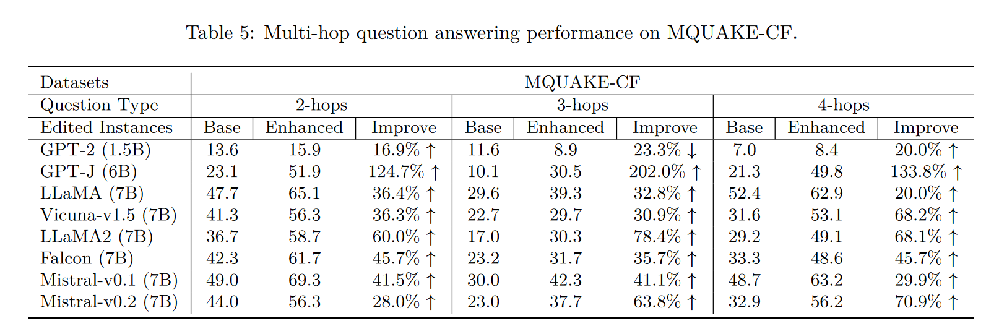 Table 5: Multi-hop question answering performance on MQUAKE-CF.
Datasets MQUAKE-CF
Question Type 2-hops 3-hops 4-hops
Edited Instances Base Enhanced Improve Base Enhanced Improve Base Enhanced Improve
GPT-2 (1.5B) 13.6 15.9 16.9% ↑ 11.6 8.9 23.3% ↓ 7.0 8.4 20.0% ↑
GPT-J (6B) 23.1 51.9 124.7% ↑ 10.1 30.5 202.0% ↑ 21.3 49.8 133.8% ↑
LLaMA (7B) 47.7 65.1 36.4% ↑ 29.6 39.3 32.8% ↑ 52.4 62.9 20.0% ↑
Vicuna-v1.5 (7B) 41.3 56.3 36.3% ↑ 22.7 29.7 30.9% ↑ 31.6 53.1 68.2% ↑
LLaMA2 (7B) 36.7 58.7 60.0% ↑ 17.0 30.3 78.4% ↑ 29.2 49.1 68.1% ↑
Falcon (7B) 42.3 61.7 45.7% ↑ 23.2 31.7 35.7% ↑ 33.3 48.6 45.7% ↑
Mistral-v0.1 (7B) 49.0 69.3 41.5% ↑ 30.0 42.3 41.1% ↑ 48.7 63.2 29.9% ↑
Mistral-v0.2 (7B) 44.0 56.3 28.0% ↑ 23.0 37.7 63.8% ↑ 32.9 56.2 70.9% ↑